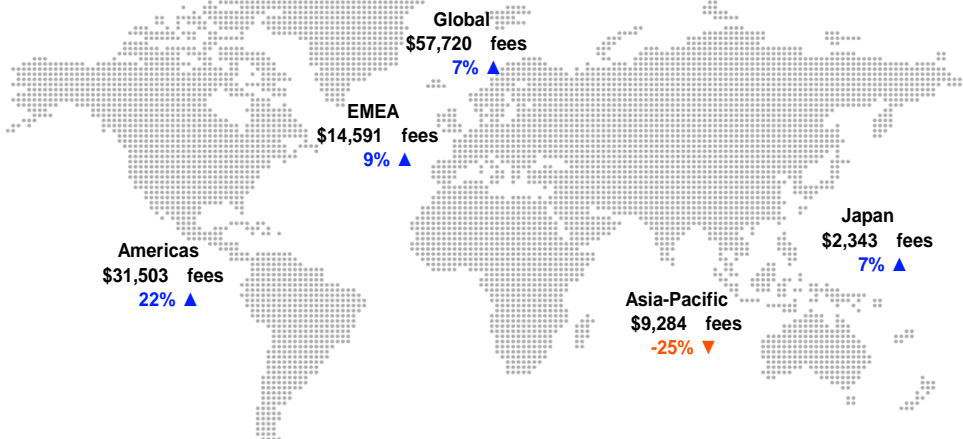 Global
$57,720 fees
7% ▲
EMEA
$14,591 fees
9% ▲
Japan
$2,343 fees
7% ▲
Americas
$31,503 fees
22% ▲
Asia-Pacific
$9,284 fees
-25% ▼